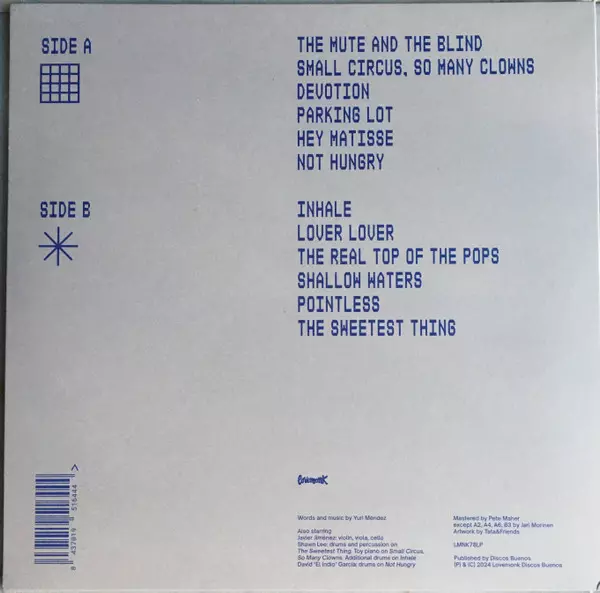 SIDE A
THE MUTE AND THE BLIND
SMALL CIRCUS, SO MANY CLOWNS
DEVOTION
PARKING LOT
HEY MATISSE
NOT HUNGRY
SIDE B
INHALE
LOVER LOVER
THE REAL TOP OF THE POPS
SHALLOW WATERS
POINTLESS
THE SWEETEST THING
lovemonk
Words and music by Yuri Mendez
Also starring
Javier Jiménez: violin, viola, cello
Shawn Lee: drums and percussion on
The Sweetest Thing. Toy piano on Small Circus,
So Many Clowns. Additional drums on Inhale
David "El Indio" García: drums on Not Hungry
Mastered by Pete Maher
except A2, A4, A6, B3 by Jari Morinen
Artwork by Tata&Friends
LMNK78LP
Published by Discos Buenos
(P) & (C) 2024 Lovemonk Discos Buenos
8 437019 516444 >